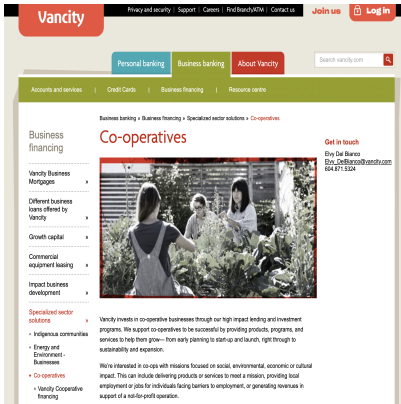 Vancity
Privacy and security | Support | Careers | Find Branch/ATM | Contact us
Join us
Log in
Personal banking
Business banking
About Vancity
Search vancity.com
Accounts and services | Credit Cards | Business financing | Resource centre
Business banking » Business financing » Specialized sector solutions » Co-operatives
Business financing
Vancity Business Mortgages »
Different business loans offered by Vancity »
Growth capital »
Commercial equipment leasing »
Impact business development »
Specialized sector solutions »
Indigenous communities
Energy and Environment - Businesses
Co-operatives
Vancity Cooperative financing
Co-operatives
Vancity invests in co-operative businesses through our high impact lending and investment
programs. We support co-operatives to be successful by providing products, programs, and
services to help them grow— from early planning to start-up and launch, right through to
sustainability and expansion.
We're interested in co-ops with missions focused on social, environmental, economic or cultural
impact. This can include delivering products or services to meet a mission, providing local
employment or jobs for individuals facing barriers to employment, or generating revenues in
support of a not-for-profit operation.
Get in touch
Elvy Del Bianco
Elvy_DelBianco@vancity.com
604.871.5324